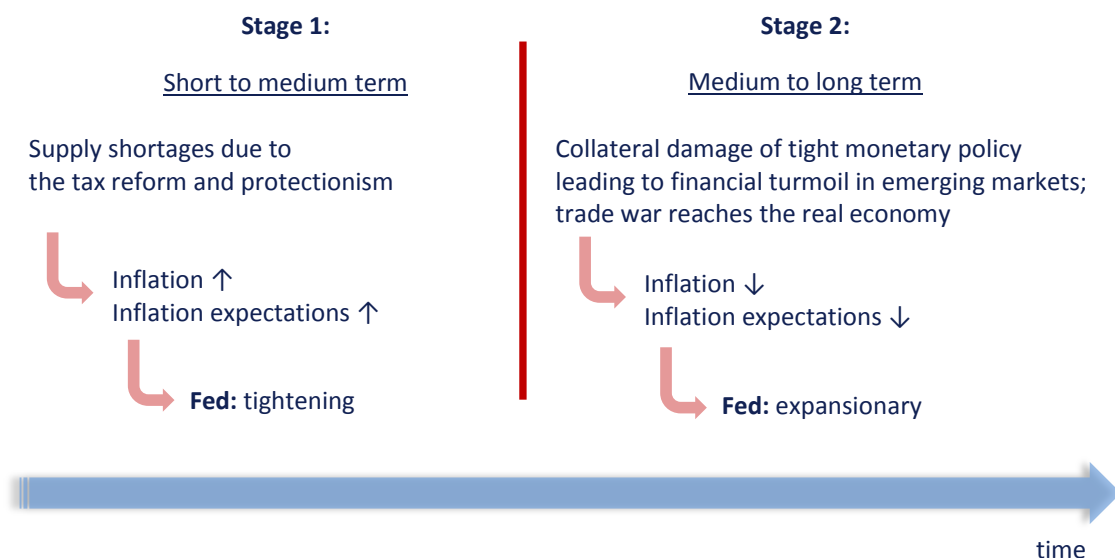 Stage 1:
Short to medium term
Supply shortages due to
the tax reform and protectionism
Inflation ↑
Inflation expectations ↑
Fed: tightening
Stage 2:
Medium to long term
Collateral damage of tight monetary policy
leading to financial turmoil in emerging markets;
trade war reaches the real economy
Inflation ↓
Inflation expectations ↓
Fed: expansionary
time